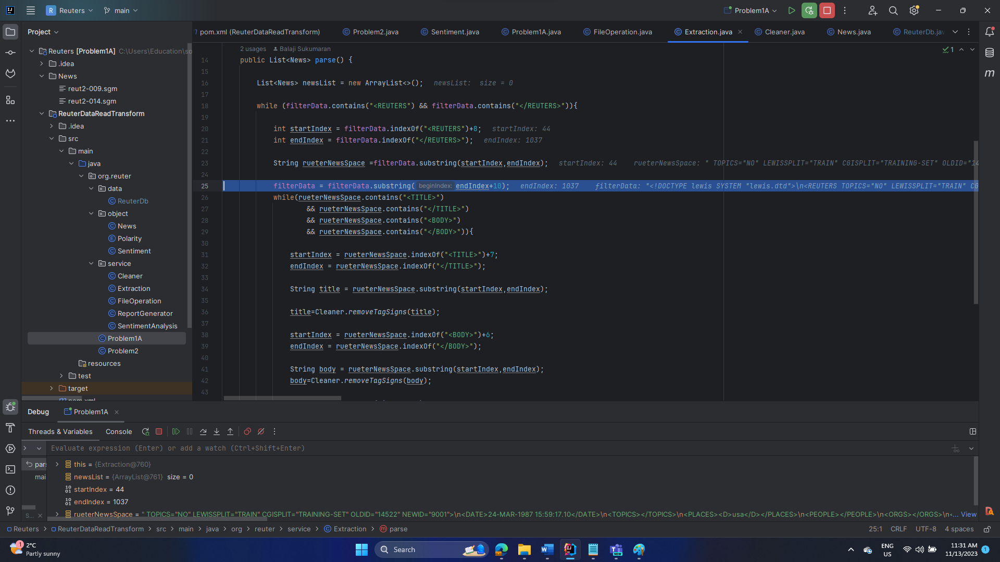 Reuters
main
Problem1A
Project
pom.xml (ReuterDataReadTransform)
Problem2.java
Sentiment.java
Problem1A.java
FileOperation.java
Extraction.java
Cleaner.java
News.java
ReuterDb.jav
Reuters [Problem1A] C:\Users\Education\so
.idea
News
reut2-009.sgm
reut2-014.sgm
ReuterDataReadTransform
.idea
src
main
java
org.reuter
data
ReuterDb
object
News
Polarity
Sentiment
service
Cleaner
Extraction
FileOperation
ReportGenerator
SentimentAnalysis
Problem1A
Problem2
resources
test
target
pom.xml
2 usages Balaji Sukumaran
1
14 public List<News> parse() {
15
16 List<News> newsList = new ArrayList<>(); newsList: size = 0
17
18 while (filterData.contains("<REUTERS") && filterData.contains("</REUTERS>")){
19
20 int startIndex = filterData.indexOf("<REUTERS")+8; startIndex: 44
21 int endIndex = filterData.indexOf("</REUTERS>"); endIndex: 1037
22
23 String rueterNewsSpace =filterData.substring(startIndex,endIndex); startIndex: 44 rueterNewsSpace: " TOPICS="NO" LEWISSPLIT="TRAIN" CGISPLIT="TRAINING-SET" OLDID="14
24
25 filterData = filterData.substring( beginIndex: endIndex+10); endIndex: 1037 filterData: "<!DOCTYPE lewis SYSTEM "lewis.dtd">\n<REUTERS TOPICS="NO" LEWISSPLIT="TRAIN" CG
26 while(rueterNewsSpace.contains("<TITLE>")
27 && rueterNewsSpace.contains("</TITLE>")
28 && rueterNewsSpace.contains("<BODY>")
29 && rueterNewsSpace.contains("</BODY>")){
30
31 startIndex = rueterNewsSpace.indexOf("<TITLE>")+7;
32 endIndex = rueterNewsSpace.indexOf("</TITLE>");
33
34 String title = rueterNewsSpace.substring(startIndex,endIndex);
35
36 title=Cleaner.removeTagSigns(title);
37
38 startIndex = rueterNewsSpace.indexOf("<BODY>")+6;
39 endIndex = rueterNewsSpace.indexOf("</BODY>");
40
41 String body = rueterNewsSpace.substring(startIndex,endIndex);
42 body=Cleaner.removeTagSigns(body);
43
Debug
Problem1A
Threads & Variables
Console
Evaluate expression (Enter) or add a watch (Ctrl+Shift+Enter)
pars
mai
S...
this = {Extraction@760}
newsList = {ArrayList@761} size = 0
startIndex = 44
endIndex = 1037
rueterNewsSpace = " TOPICS="NO" LEWISSPLIT="TRAIN" CGISPLIT="TRAINING-SET" OLDID="14522" NEWID="9001">\n<DATE>24-MAR-1987 15:59:17.10</DATE>\n<TOPICS></TOPICS>\n<PLACES><D>usa</D></PLACES>\n<PEOPLE></PEOPLE>\n<ORGS></ORGS>\n<... View
Reuters > ReuterDataReadTransform > src > main > java > org > reuter > service > Extraction > parse
25:1 CRLF UTF-8 4 spaces
1
2°C
Partly sunny
Search
ENG
US
11:31 AM
11/13/2023
1